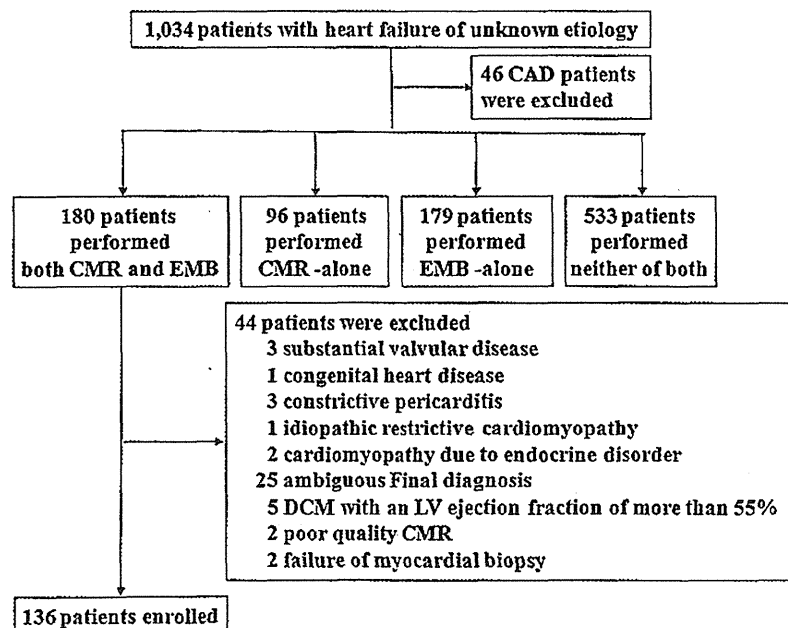 1,034 patients with heart failure of unknown etiology
46 CAD patients
were excluded
180 patients
performed
both CMR and EMB
96 patients
performed
CMR -alone
179 patients
performed
EMB -alone
533 patients
performed
neither of both
44 patients were excluded
3 substantial valvular disease
1 congenital heart disease
3 constrictive pericarditis
1 idiopathic restrictive cardiomyopathy
2 cardiomyopathy due to endocrine disorder
25 ambiguous Final diagnosis
5 DCM with an LV ejection fraction of more than 55%
2 poor quality CMR
2 failure of myocardial biopsy
136 patients enrolled